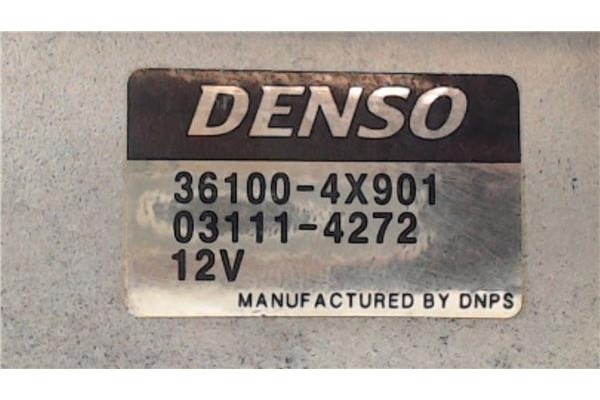 DENSO
36100-4X901
03111-4272
12V
MANUFACTURED BY DNPS